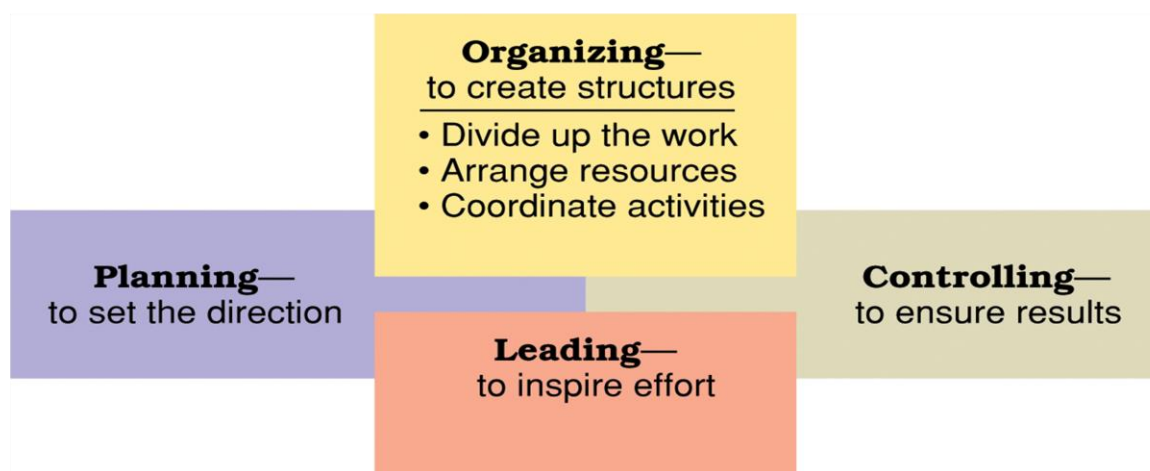 Organizing—
to create structures
• Divide up the work
• Arrange resources
• Coordinate activities
Planning—
to set the direction
Controlling—
to ensure results
Leading—
to inspire effort